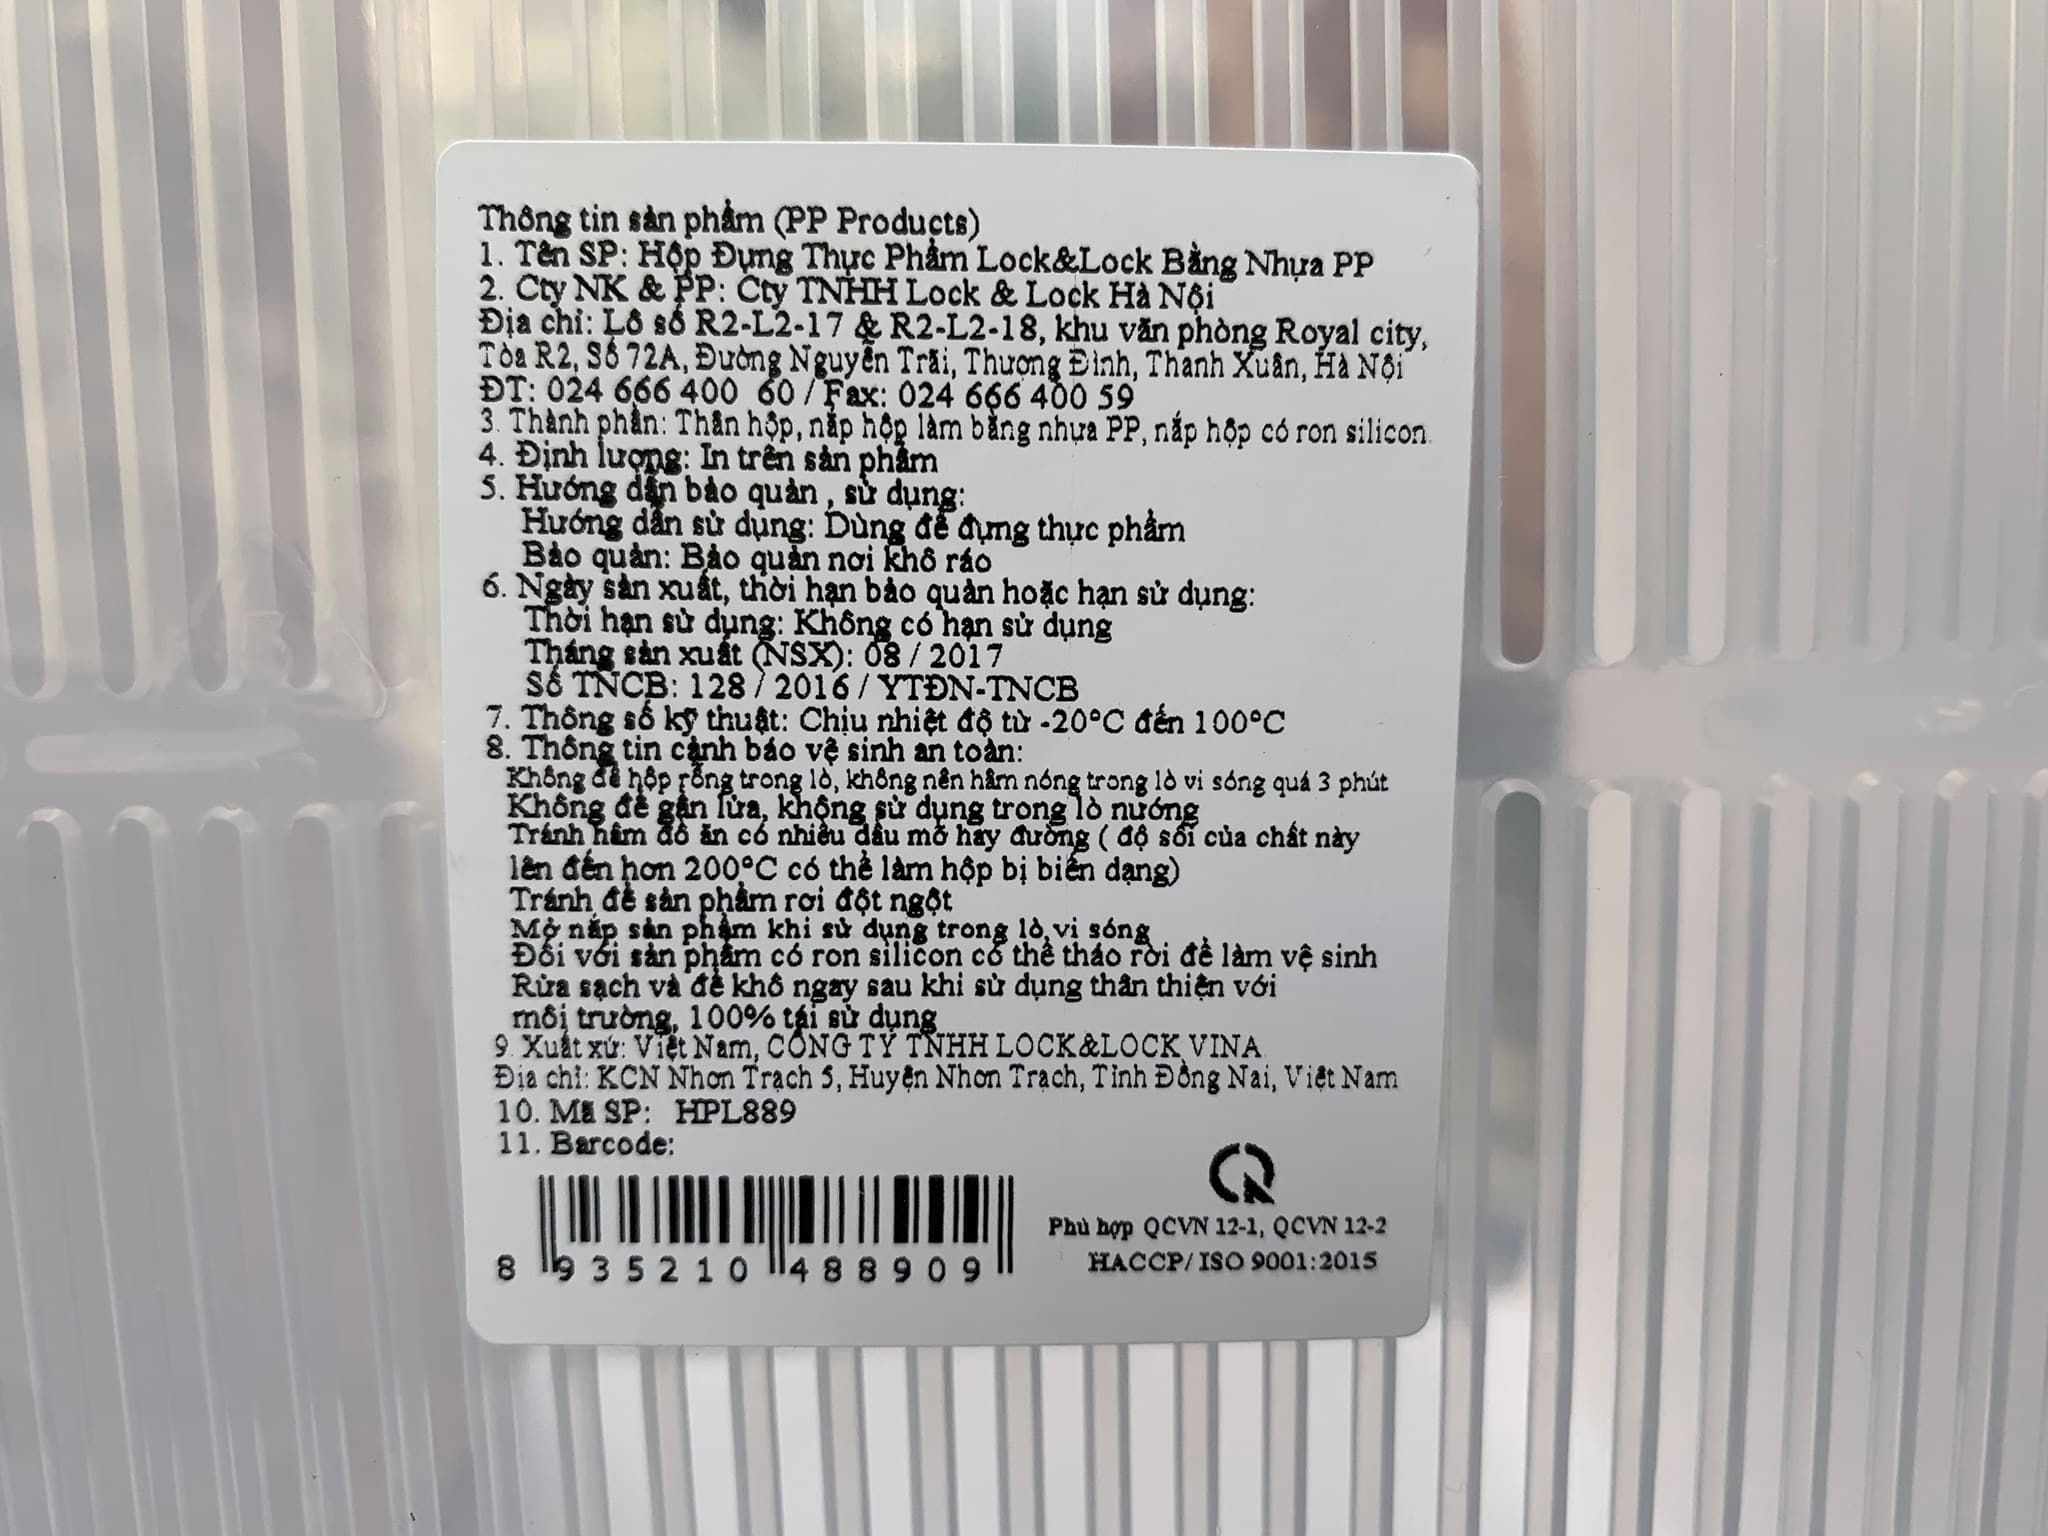 Thông tin sản phẩm (PP Products)
1. Tên SP: Hộp Đựng Thực Phẩm Lock&Lock Bằng Nhựa PP
2. Cty NK & PP: Cty TNHH Lock & Lock Hà Nội
Địa chỉ: Lô số R2-L2-17 & R2-L2-18, khu văn phòng Royal city,
Tòa R2, Số 72A, Đường Nguyễn Trãi, Thượng Đình, Thanh Xuân, Hà Nội
ĐT: 024 666 400 60 / Fax: 024 666 400 59
3. Thành phần: Thân hộp, nắp hộp làm bằng nhựa PP, nắp hộp có ron silicon.
4. Định lượng: In trên sản phẩm
5. Hướng dẫn bảo quản , sử dụng:
Hướng dẫn sử dụng: Dùng để đựng thực phẩm
Bảo quản: Bảo quản nơi khô ráo
6. Ngày sản xuất, thời hạn bảo quản hoặc hạn sử dụng:
Thời hạn sử dụng: Không có hạn sử dụng
Tháng sản xuất (NSX): 08 / 2017
Số TNCB: 128 / 2016 / YTĐN-TNCB
7. Thông số kỹ thuật: Chịu nhiệt độ từ -20°C đến 100°C
8. Thông tin cảnh báo vệ sinh an toàn:
Không để hộp rỗng trong lò, không nên hâm nóng trong lò vi sóng quá 3 phút
Không để gần lửa, không sử dụng trong lò nướng
Tránh hâm đồ ăn có nhiều dầu mỡ hay đường ( độ sôi của chất này
lên đến hơn 200°C có thể làm hộp bị biến dạng)
Tránh để sản phẩm rơi đột ngột
Mở nắp sản phẩm khi sử dụng trong lò vi sóng
Đối với sản phẩm có ron silicon có thể tháo rời để làm vệ sinh
Rửa sạch và để khô ngay sau khi sử dụng thân thiện với
môi trường, 100% tái sử dụng
9. Xuất xứ: Việt Nam, CÔNG TY TNHH LOCK&LOCK VINA
Địa chỉ: KCN Nhơn Trạch 5, Huyện Nhơn Trạch, Tỉnh Đồng Nai, Việt Nam
10. Mã SP: HPL889
11. Barcode:
8 935210 488909
Phù hợp QCVN 12-1, QCVN 12-2
HACCP/ ISO 9001:2015